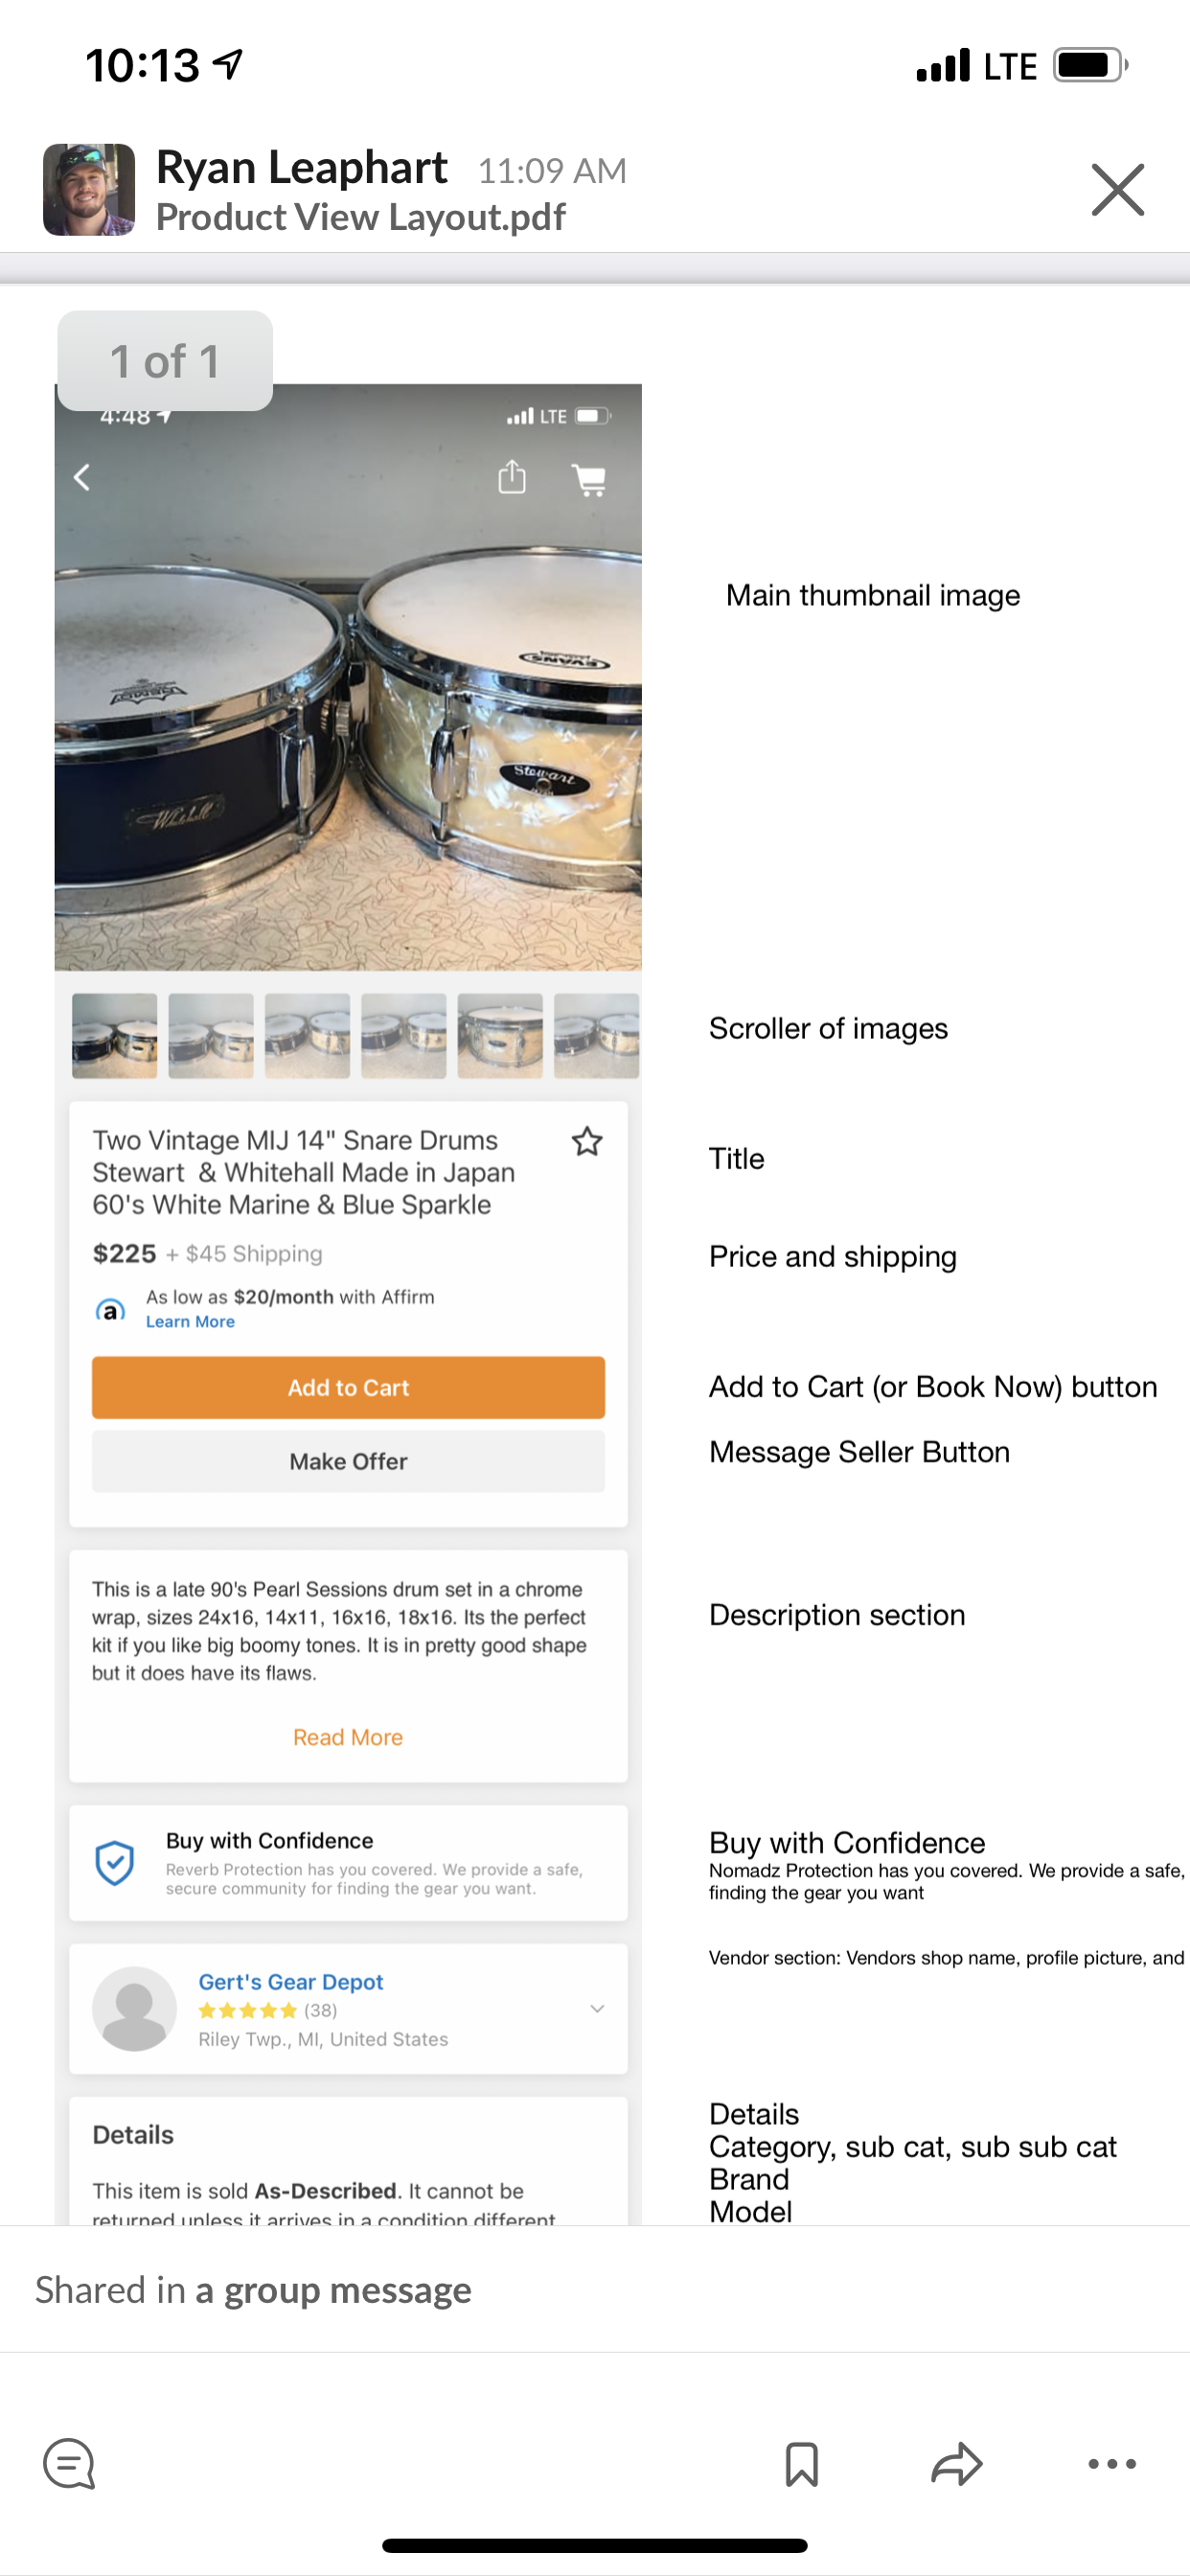 10:13
LTE
Ryan Leaphart 11:09 AM
Product View Layout.pdf
1 of 1
4:48
LTE
Main thumbnail image
REMO
EVANS
Whitehall
Stewart
Scroller of images
Two Vintage MIJ 14" Snare Drums
Stewart & Whitehall Made in Japan
60's White Marine & Blue Sparkle
Title
$225 + $45 Shipping
Price and shipping
a
As low as $20/month with Affirm
Learn More
Add to Cart
Add to Cart (or Book Now) button
Make Offer
Message Seller Button
This is a late 90's Pearl Sessions drum set in a chrome
wrap, sizes 24x16, 14x11, 16x16, 18x16. Its the perfect
kit if you like big boomy tones. It is in pretty good shape
but it does have its flaws.
Description section
Read More
Buy with Confidence
Reverb Protection has you covered. We provide a safe,
secure community for finding the gear you want.
Buy with Confidence
Nomadz Protection has you covered. We provide a safe,
finding the gear you want
Vendor section: Vendors shop name, profile picture, and
Gert's Gear Depot
(38)
Riley Twp., MI, United States
Details
This item is sold As-Described. It cannot be
returned unless it arrives in a condition different
Details
Category, sub cat, sub sub cat
Brand
Model
Shared in a group message